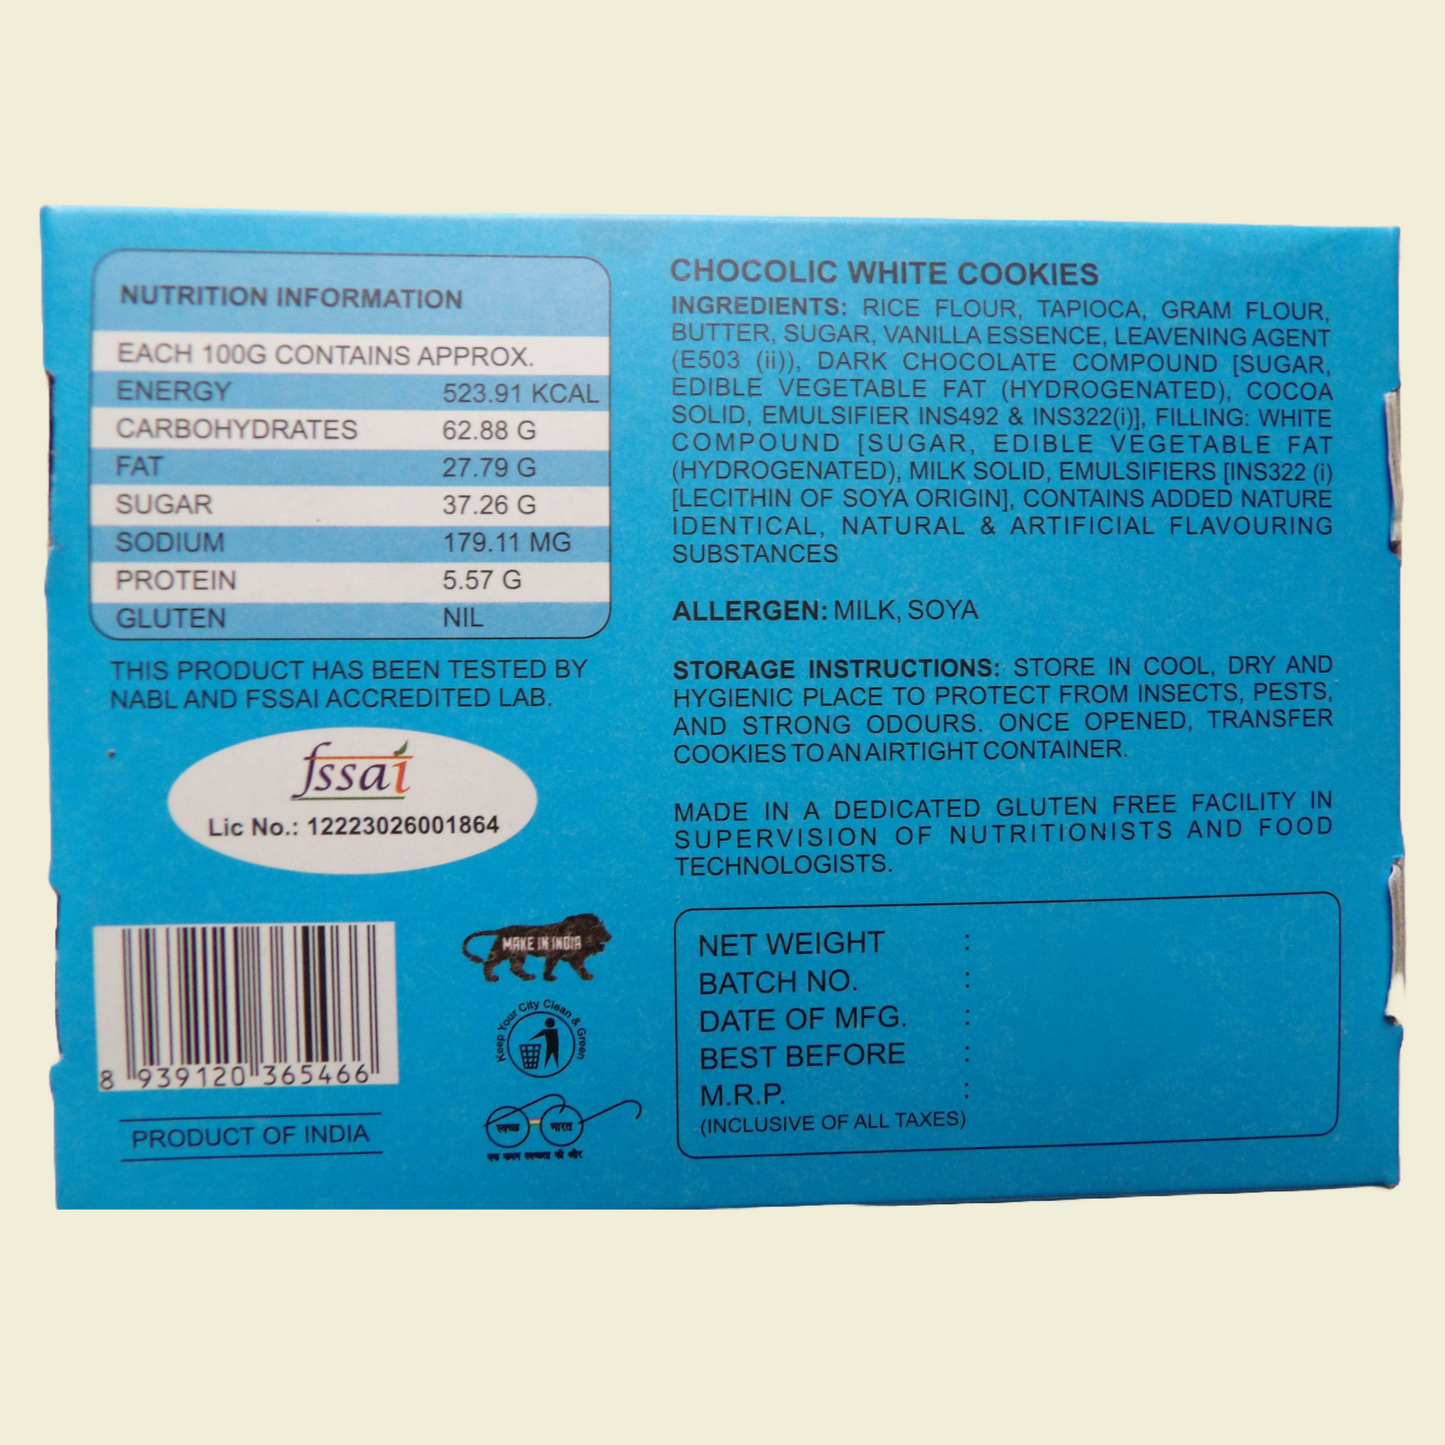 NUTRITION INFORMATION
EACH 100G CONTAINS APPROX.
ENERGY 523.91 KCAL
CARBOHYDRATES 62.88 G
FAT 27.79 G
SUGAR 37.26 G
SODIUM 179.11 MG
PROTEIN 5.57 G
GLUTEN NIL
THIS PRODUCT HAS BEEN TESTED BY
NABL AND FSSAI ACCREDITED LAB.
fssai
Lic No.: 12223026001864
8 939120 365466
PRODUCT OF INDIA
MAKE IN INDIA
Keep Your City Clean & Green
स्वच्छ भारत
एक कदम स्वच्छता की ओर
CHOCOLIC WHITE COOKIES
INGREDIENTS: RICE FLOUR, TAPIOCA, GRAM FLOUR,
BUTTER, SUGAR, VANILLA ESSENCE, LEAVENING AGENT
(E503 (ii)), DARK CHOCOLATE COMPOUND [SUGAR,
EDIBLE VEGETABLE FAT (HYDROGENATED), COCOA
SOLID, EMULSIFIER INS492 & INS322(i)], FILLING: WHITE
COMPOUND [SUGAR, EDIBLE VEGETABLE FAT
(HYDROGENATED), MILK SOLID, EMULSIFIERS [INS322 (i)
[LECITHIN OF SOYA ORIGIN], CONTAINS ADDED NATURE
IDENTICAL, NATURAL & ARTIFICIAL FLAVOURING
SUBSTANCES
ALLERGEN: MILK, SOYA
STORAGE INSTRUCTIONS: STORE IN COOL, DRY AND
HYGIENIC PLACE TO PROTECT FROM INSECTS, PESTS,
AND STRONG ODOURS. ONCE OPENED, TRANSFER
COOKIES TO AN AIRTIGHT CONTAINER.
MADE IN A DEDICATED GLUTEN FREE FACILITY IN
SUPERVISION OF NUTRITIONISTS AND FOOD
TECHNOLOGISTS.
NET WEIGHT :
BATCH NO. :
DATE OF MFG. :
BEST BEFORE :
M.R.P. :
(INCLUSIVE OF ALL TAXES)